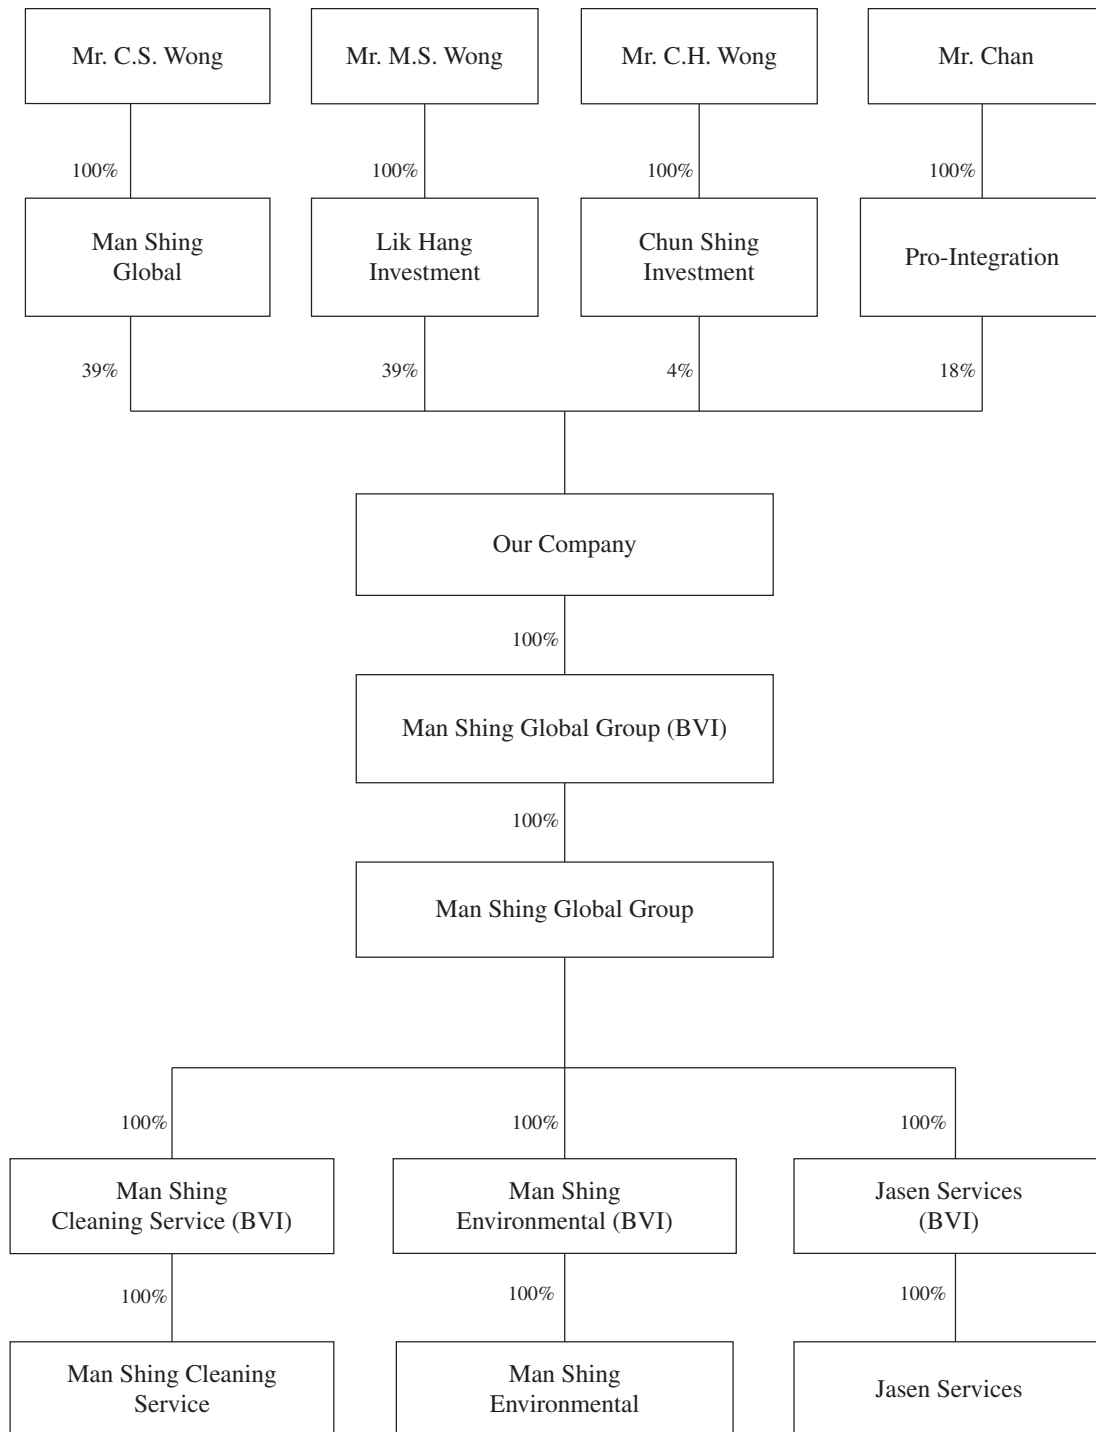 Mr. C.S. Wong
Mr. M.S. Wong
Mr. C.H. Wong
Mr. Chan
100%
100%
100%
100%
Man Shing
Global
Lik Hang
Investment
Chun Shing
Investment
Pro-Integration
39%
39%
4%
18%
Our Company
100%
Man Shing Global Group (BVI)
100%
Man Shing Global Group
100%
100%
100%
Man Shing
Cleaning Service (BVI)
Man Shing
Environmental (BVI)
Jasen Services
(BVI)
100%
100%
100%
Man Shing Cleaning
Service
Man Shing
Environmental
Jasen Services